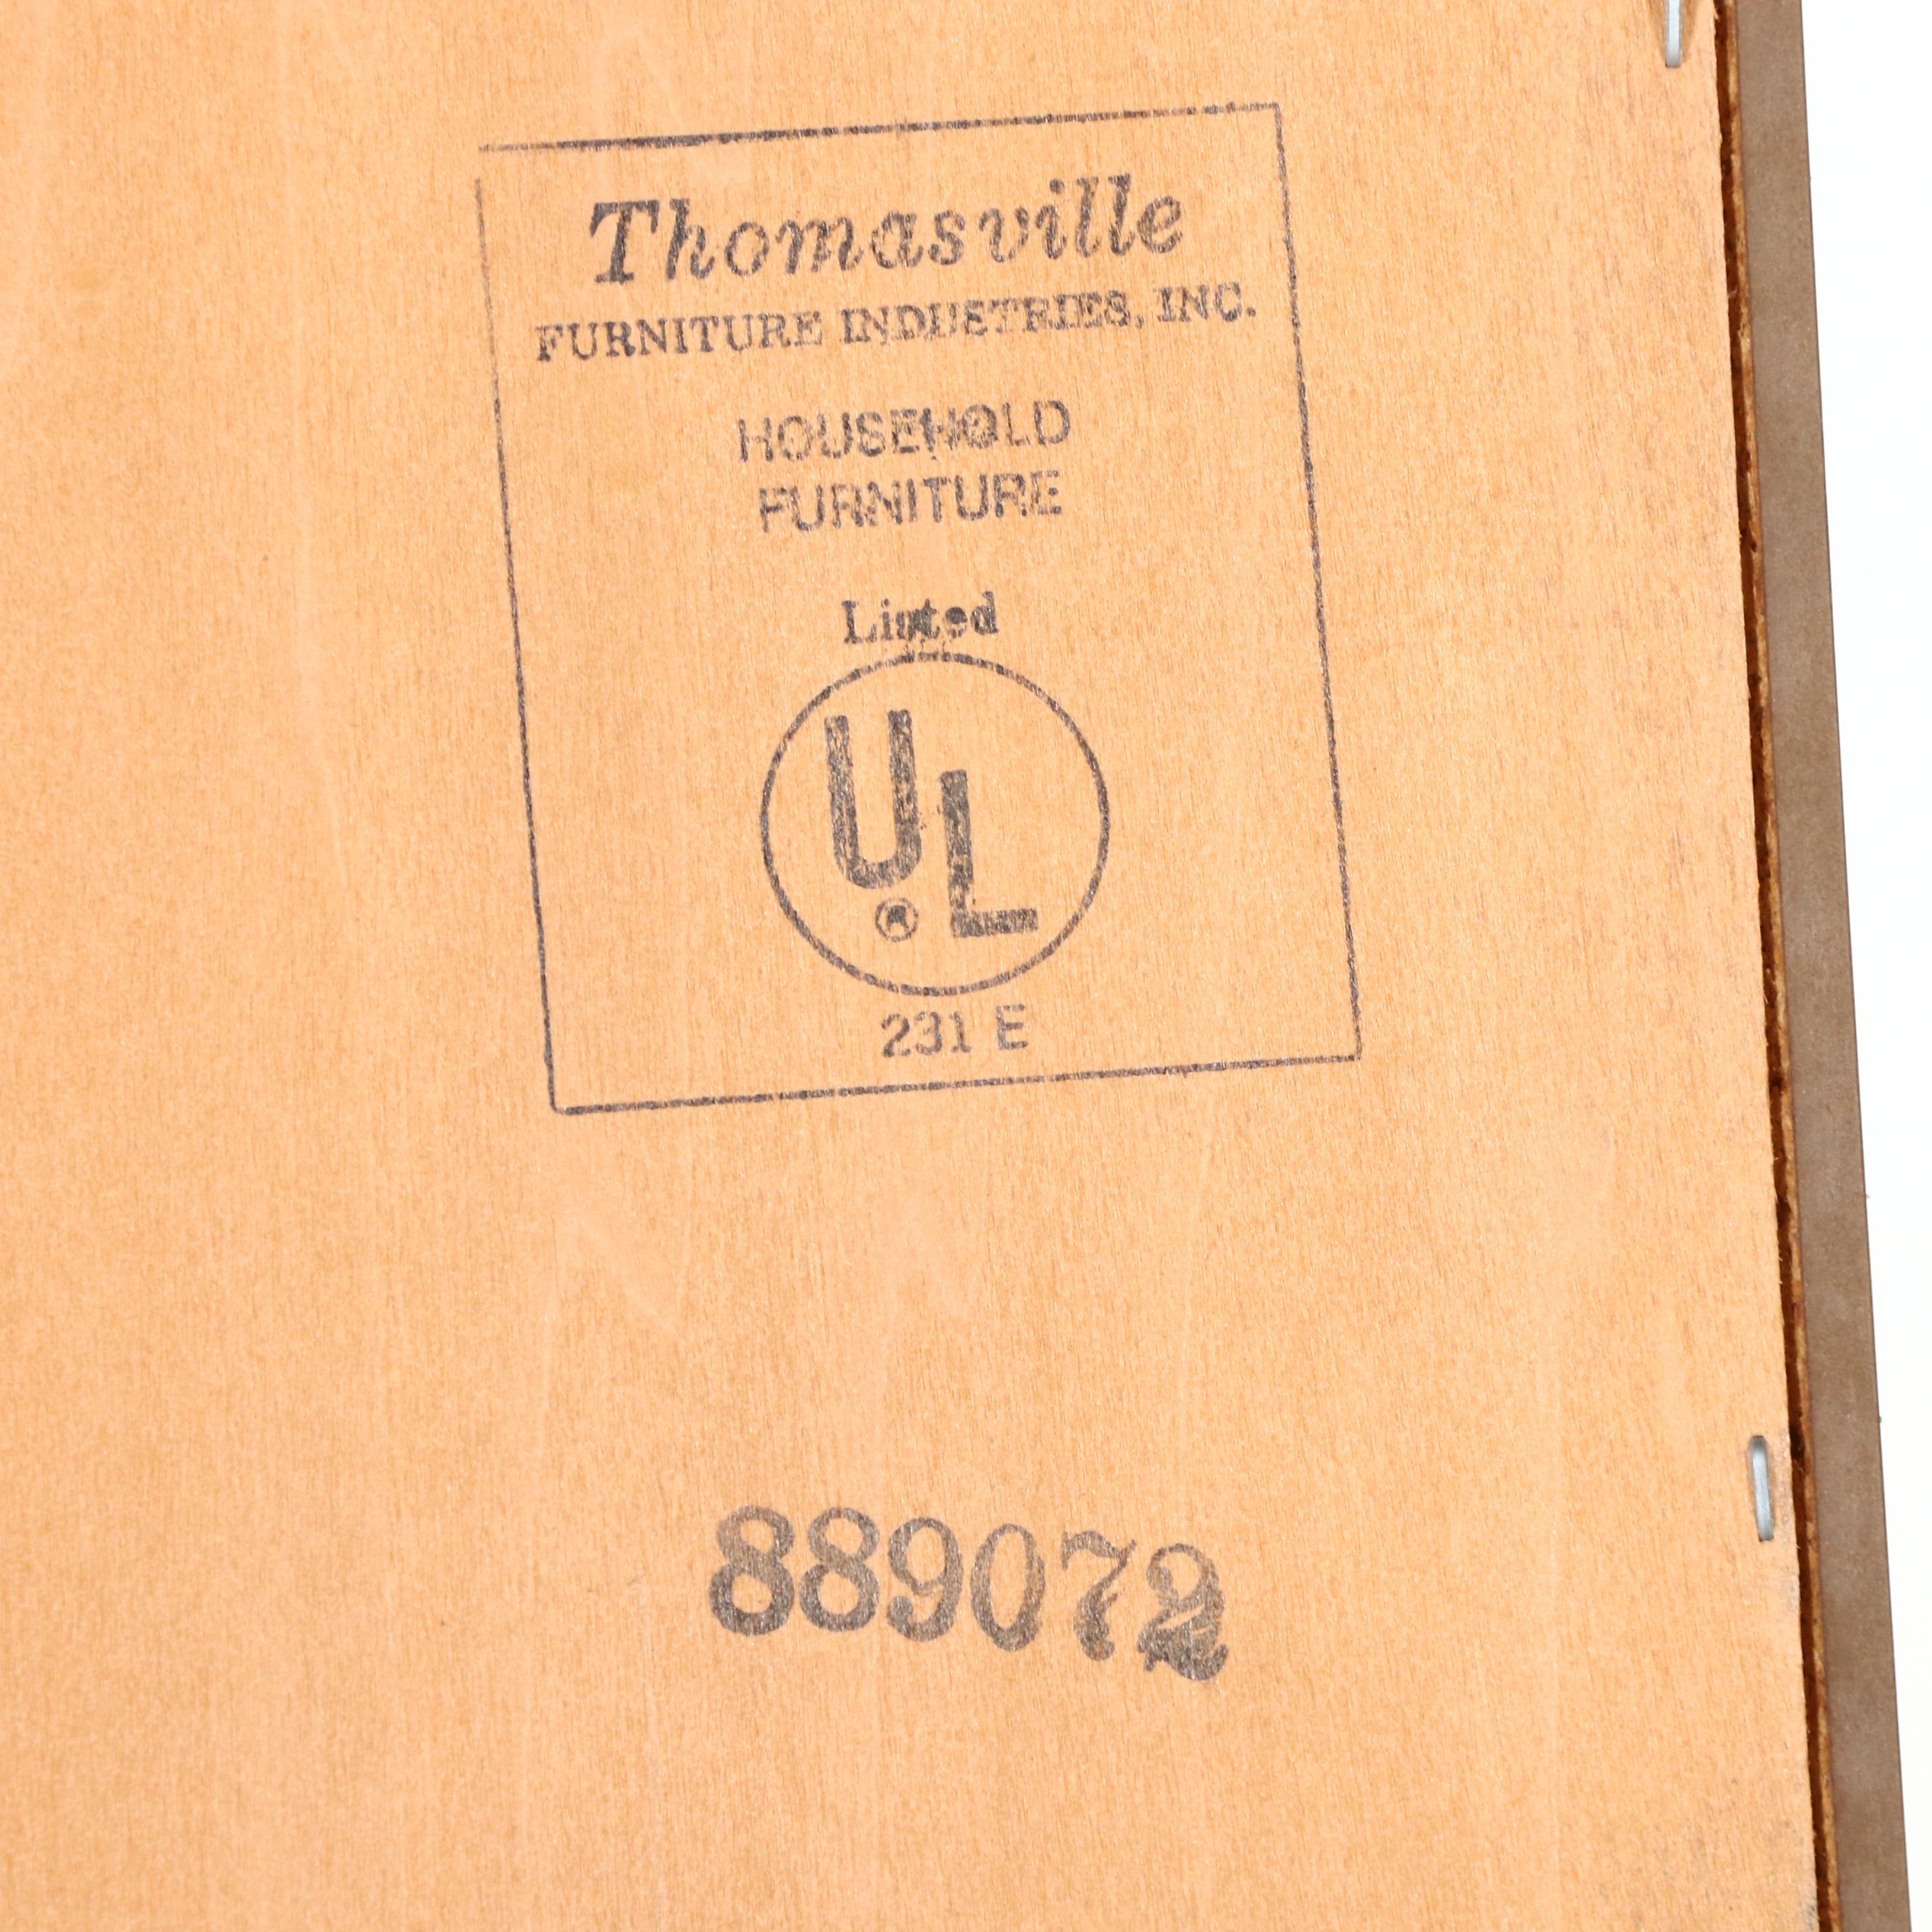 Thomasville
FURNITURE INDUSTRIES, INC.
HOUSEHOLD
FURNITURE
Listed
UL
®
231 E
889072